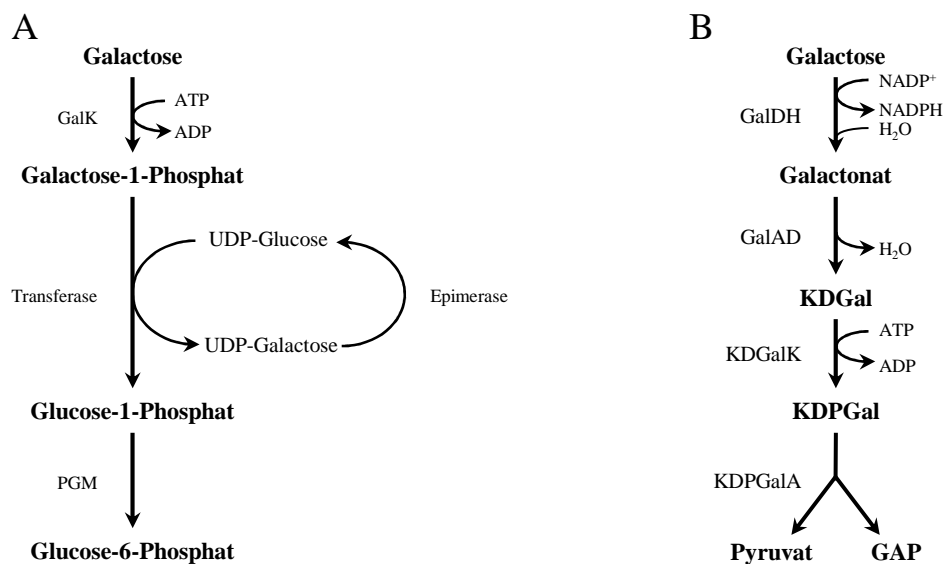 A
Galactose
GalK
ATP
ADP
Galactose-1-Phosphat
Transferase
UDP-Glucose
UDP-Galactose
Epimerase
Glucose-1-Phosphat
PGM
Glucose-6-Phosphat
B
Galactose
GalDH
NADP⁺
NADPH
H₂O
Galactonat
GalAD
H₂O
KDGal
KDGalK
ATP
ADP
KDPGal
KDPGalA
Pyruvat GAP